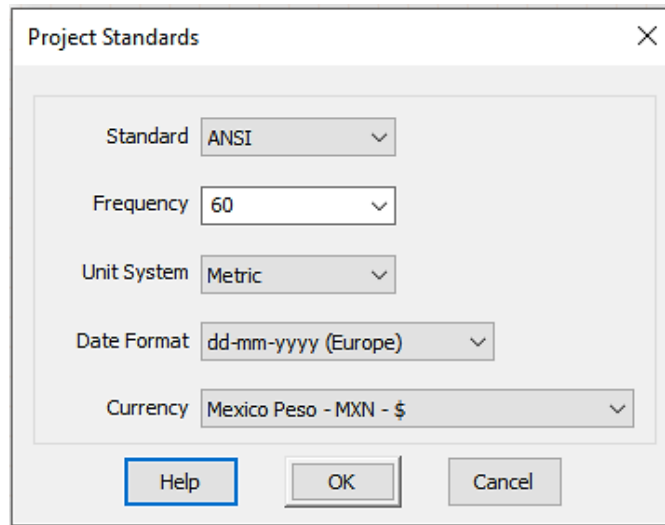 Project Standards
Standard ANSI
Frequency 60
Unit System Metric
Date Format dd-mm-yyyy (Europe)
Currency Mexico Peso - MXN - $
Help OK Cancel